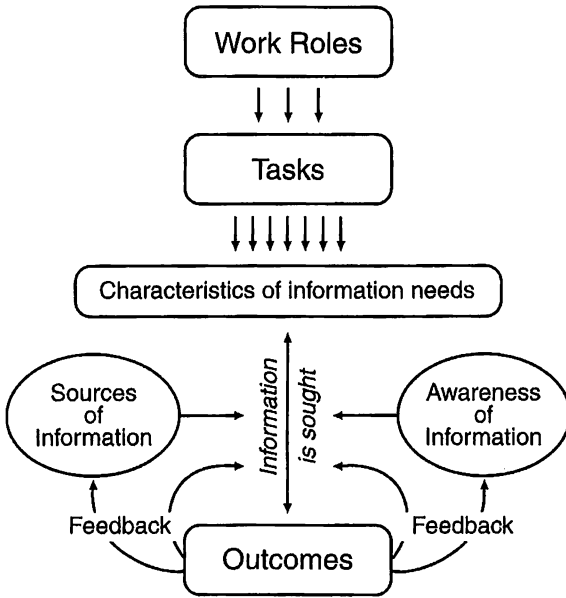 Work Roles
Tasks
Characteristics of information needs
Sources
of
Information
Information
is sought
Awareness
of
Information
Feedback
Feedback
Outcomes